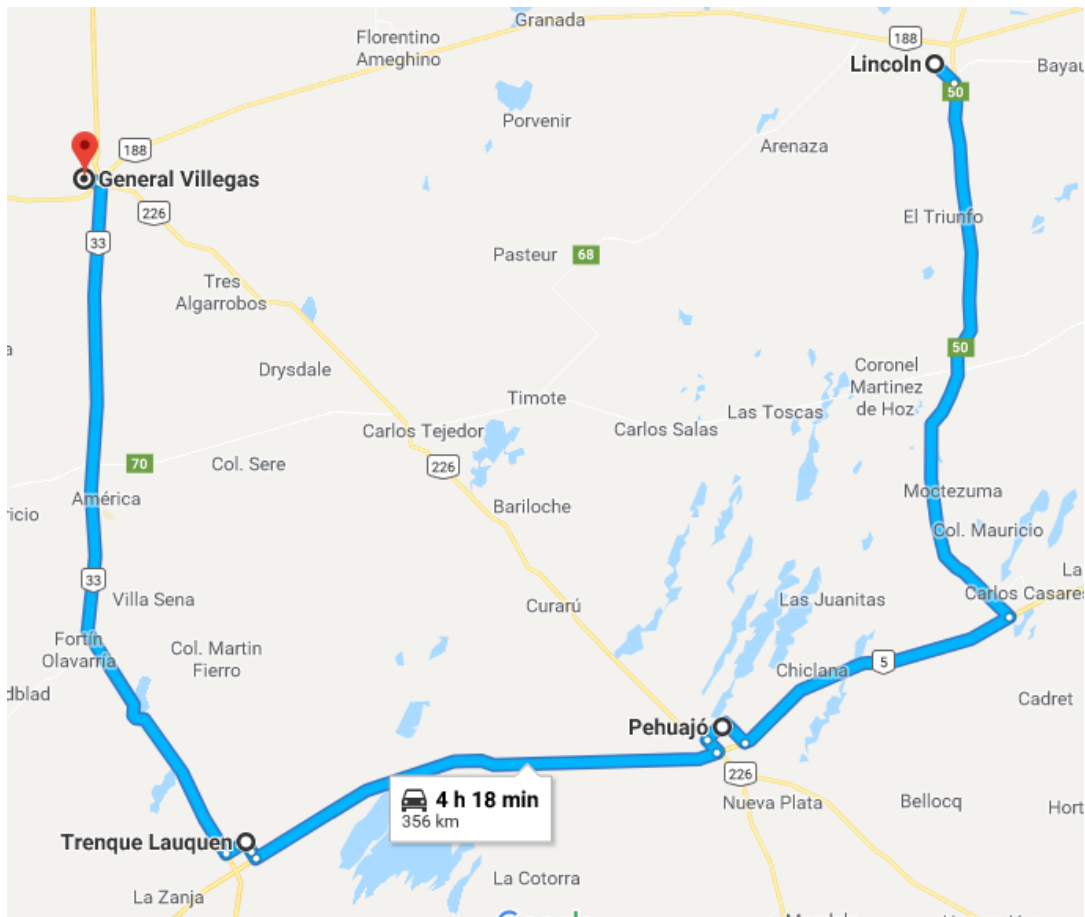 Granada
Florentino
Ameghino
188
Lincoln
Bayau
50
Porvenir
Arenaza
188
General Villegas
226
El Triunfo
33
Pasteur
68
Tres
Algarrobos
a
50
Drysdale
Coronel
Martinez
de Hoz
Timote
Las Toscas
Carlos Tejedor
Carlos Salas
70
Col. Sere
226
América
Moctezuma
ricio
Bariloche
Col. Mauricio
33
La
Villa Sena
Carlos Casares
Curarú
Las Juanitas
Fortín
Olavarría
Col. Martin
Fierro
5
Chiclana
dblad
Cadret
Pehuajó
226
4 h 18 min
356 km
Nueva Plata
Bellocq
Hort
Trenque Lauquen
La Cotorra
La Zanja